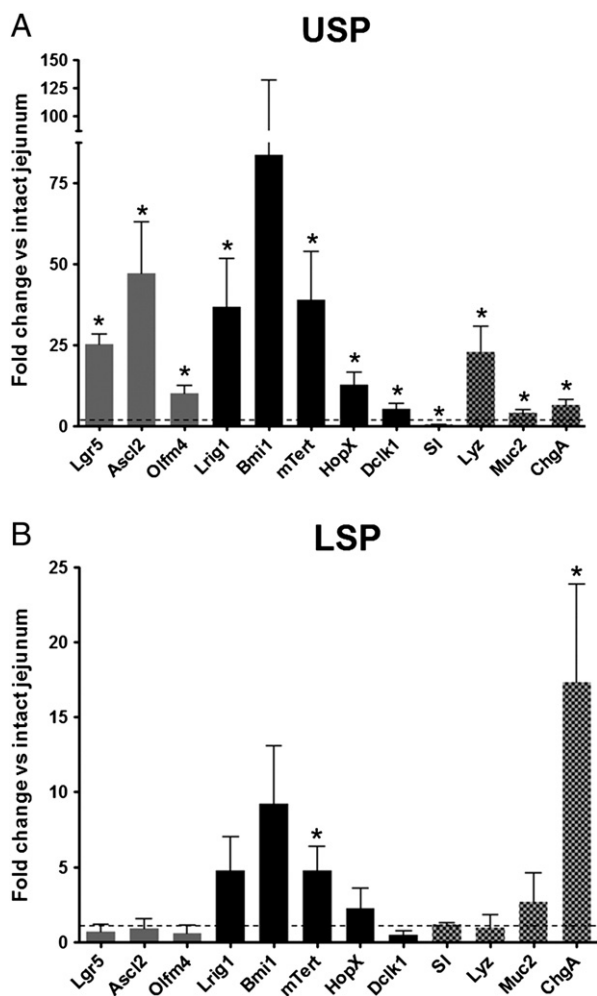 A
USP
Fold change vs intact jejunum
150
125
100
75
50
25
0
* * * * * * * * * * *
Lgr5 Ascl2 Olfm4 Lrig1 Bmi1 mTert HopX Dclk1 SI Lyz Muc2 ChgA
B
LSP
Fold change vs intact jejunum
25
20
15
10
5
0
* *
Lgr5 Ascl2 Olfm4 Lrig1 Bmi1 mTert HopX Dclk1 SI Lyz Muc2 ChgA